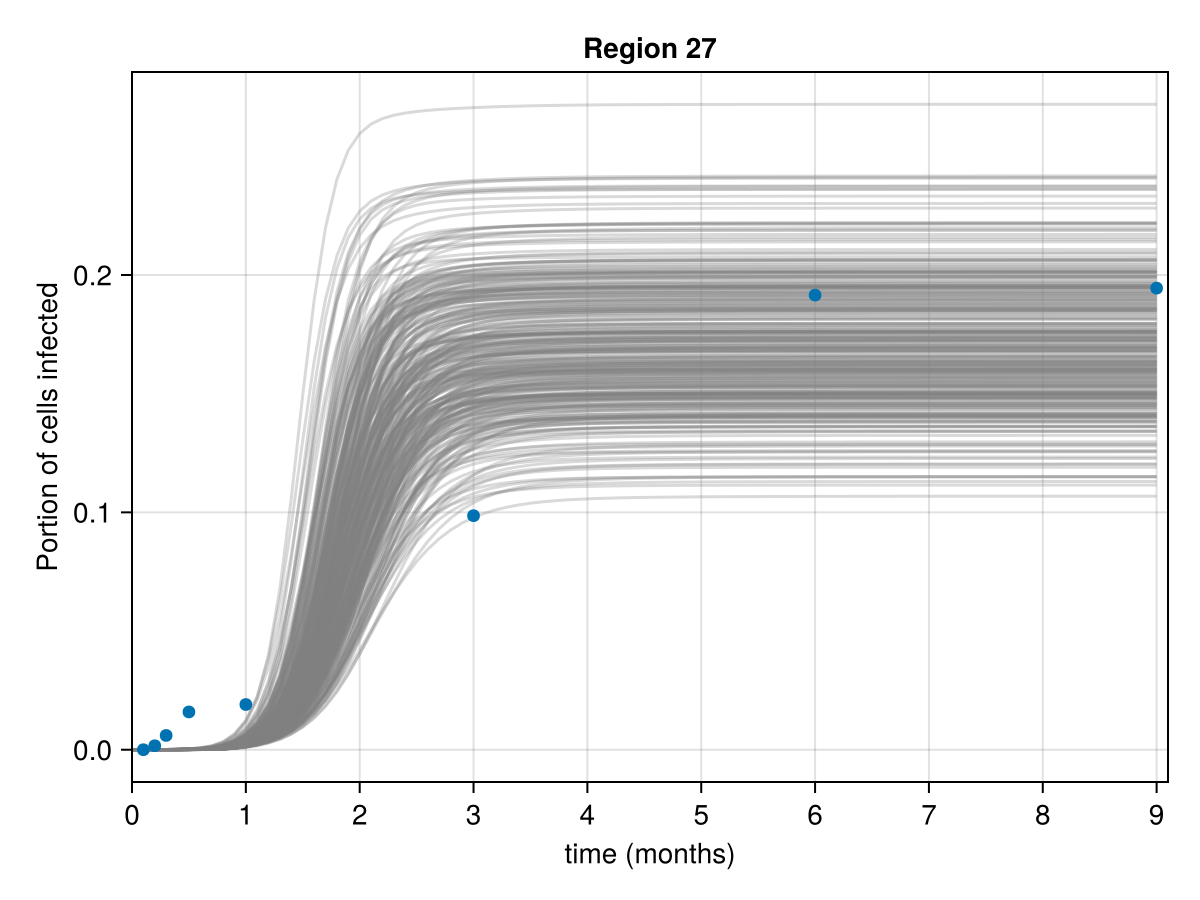 Region 27
Portion of cells infected
0.2
0.1
0.0
0 1 2 3 4 5 6 7 8 9
time (months)